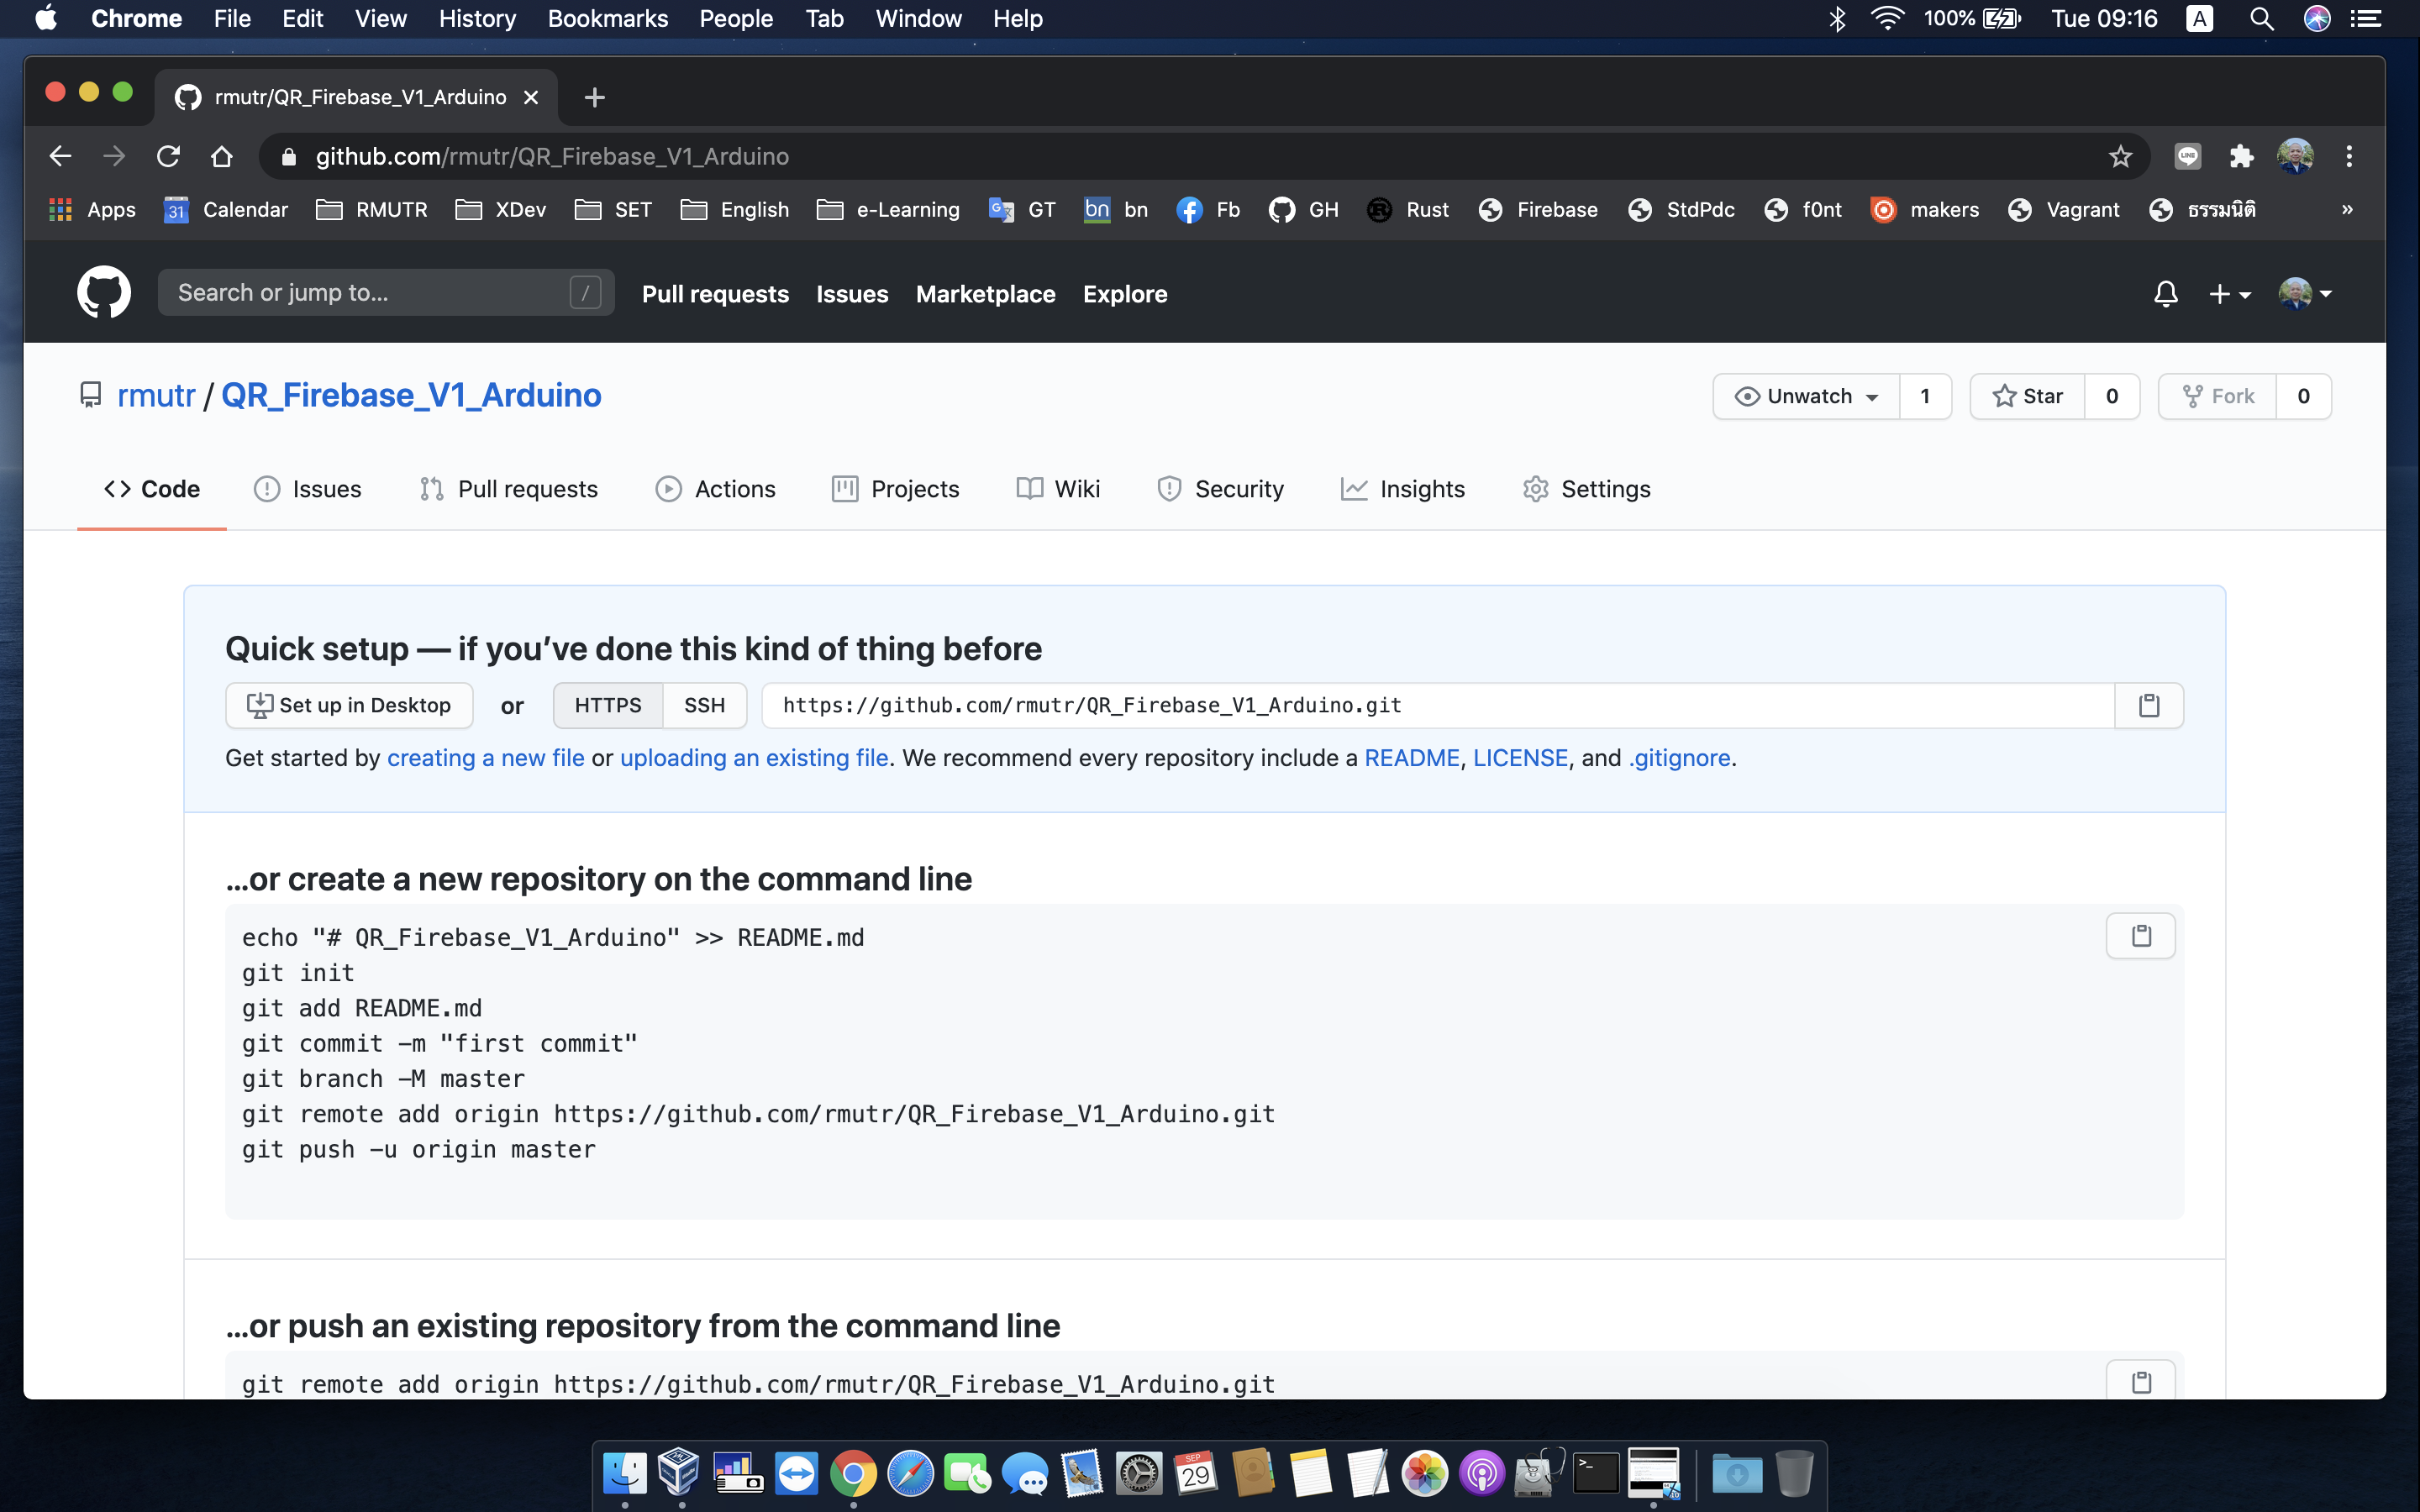 Chrome File Edit View History Bookmarks People Tab Window Help 100% Tue 09:16 A
rmutr/QR_Firebase_V1_Arduino
github.com/rmutr/QR_Firebase_V1_Arduino LINE
Apps 31 Calendar RMUTR XDev SET English e-Learning GT bn bn Fb GH Rust Firebase StdPdc f0nt makers Vagrant ธรรมนิติ »
Search or jump to... / Pull requests Issues Marketplace Explore
rmutr / QR_Firebase_V1_Arduino Unwatch 1 Star 0 Fork 0
Code Issues Pull requests Actions Projects Wiki Security Insights Settings
Quick setup — if you’ve done this kind of thing before
Set up in Desktop or HTTPS SSH https://github.com/rmutr/QR_Firebase_V1_Arduino.git
Get started by creating a new file or uploading an existing file. We recommend every repository include a README, LICENSE, and .gitignore.
…or create a new repository on the command line
echo "# QR_Firebase_V1_Arduino" >> README.md
git init
git add README.md
git commit -m "first commit"
git branch -M master
git remote add origin https://github.com/rmutr/QR_Firebase_V1_Arduino.git
git push -u origin master
…or push an existing repository from the command line
git remote add origin https://github.com/rmutr/QR_Firebase_V1_Arduino.git
SEP
29